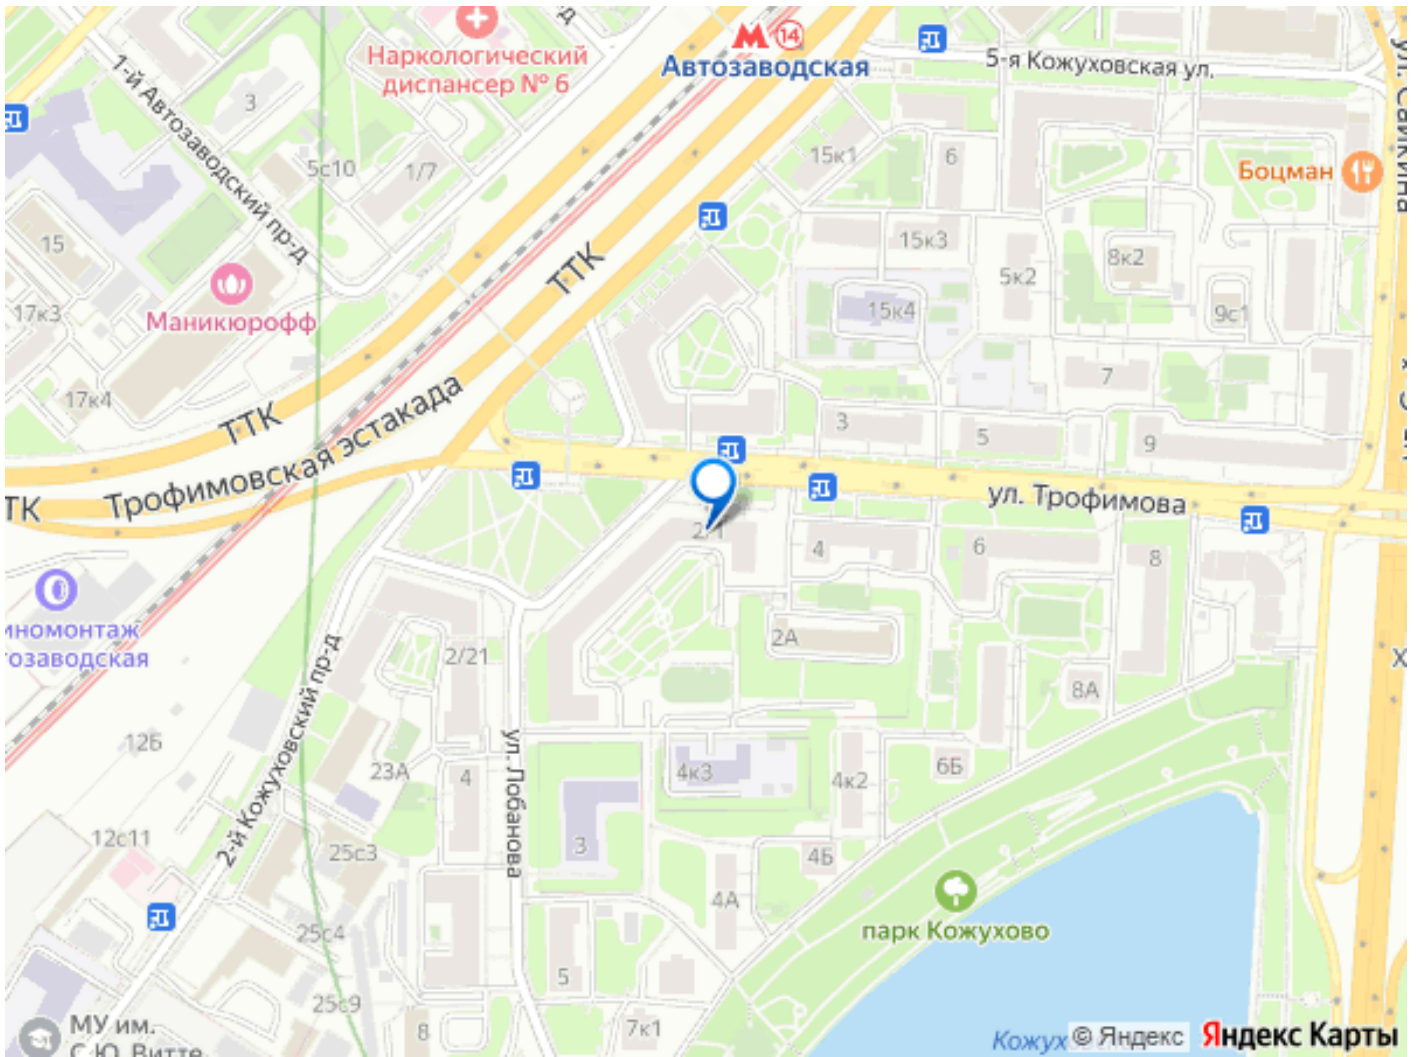 Наркологический
диспансер № 6
14
Автозаводская
5-я Кожуховская ул.
1-й Автозаводский пр-д
3
5с10
1/7
15к1
6
Боцман
ул. Сайкина
15
15к3
5к2
8к2
ТТК
Маникюрофф
17к3
15к4
9с1
17к4
7
ТТК
Трофимовская эстакада
3
5
9
ТК
ул. Трофимова
4
6
8
2А
2/21
8А
2-й Кожуховский пр-д
12Б
ул. Лобанова
23А
4
4к3
4к2
6Б
12с11
25с3
3
4Б
4А
парк Кожухово
25с4
5
25с9
8
7к1
МУ им.
С.Ю. Витте
Кожух
© Яндекс
Яндекс Карты